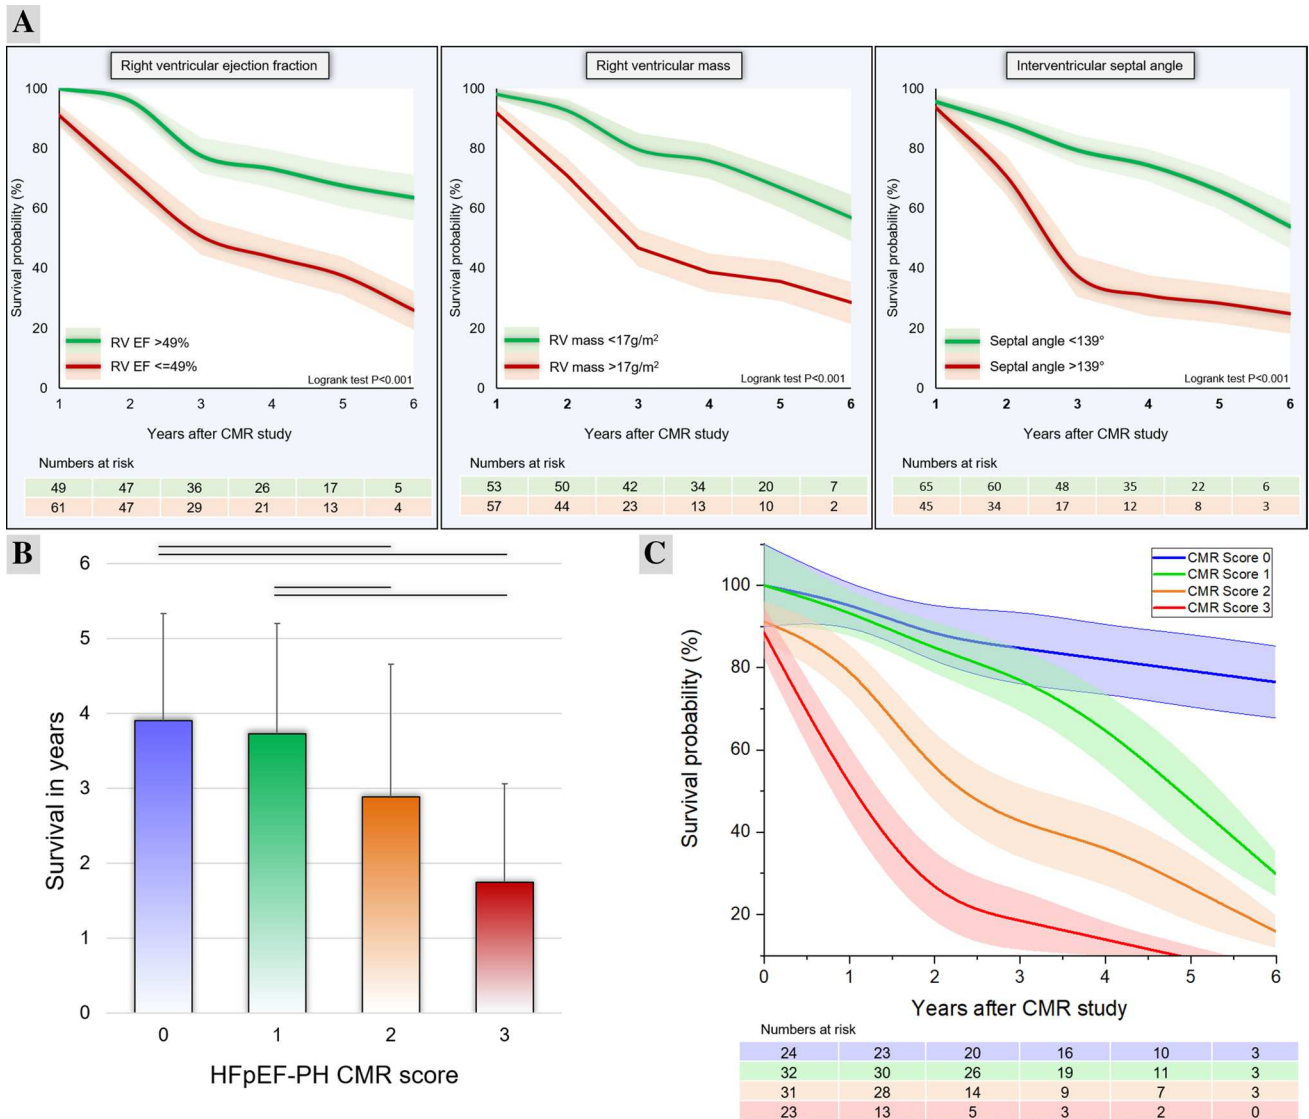 A
Right ventricular ejection fraction
100
80
60
40
20
0
Survival probability (%)
RV EF >49%
RV EF <=49%
Logrank test P<0.001
1 2 3 4 5 6
Years after CMR study
Numbers at risk
49 47 36 26 17 5
61 47 29 21 13 4
Right ventricular mass
100
80
60
40
20
0
Survival probability (%)
RV mass <17g/m²
RV mass >17g/m²
Logrank test P<0.001
1 2 3 4 5 6
Years after CMR study
Numbers at risk
53 50 42 34 20 7
57 44 23 13 10 2
Interventricular septal angle
100
80
60
40
20
0
Survival probability (%)
Septal angle <139°
Septal angle >139°
Logrank test P<0.001
1 2 3 4 5 6
Years after CMR study
Numbers at risk
65 60 48 35 22 6
45 34 17 12 8 3
B
6
5
4
3
2
1
0
Survival in years
0 1 2 3
HFpEF-PH CMR score
C
CMR Score 0
CMR Score 1
CMR Score 2
CMR Score 3
100
80
60
40
20
Survival probability (%)
0 1 2 3 4 5 6
Years after CMR study
Numbers at risk
24 23 20 16 10 3
32 30 26 19 11 3
31 28 14 9 7 3
23 13 5 3 2 0